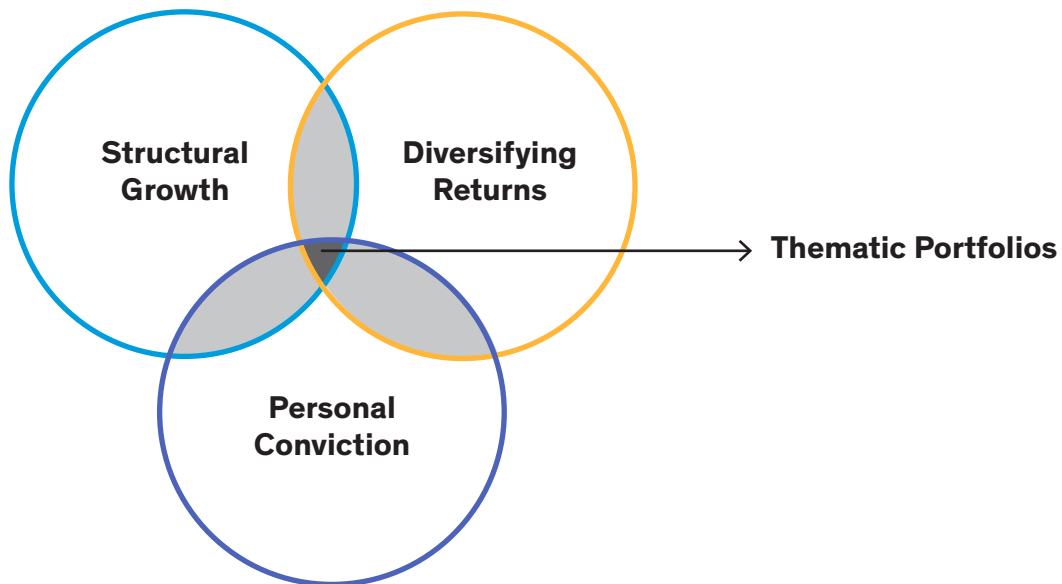 Structural
Growth
Diversifying
Returns
Thematic Portfolios
Personal
Conviction